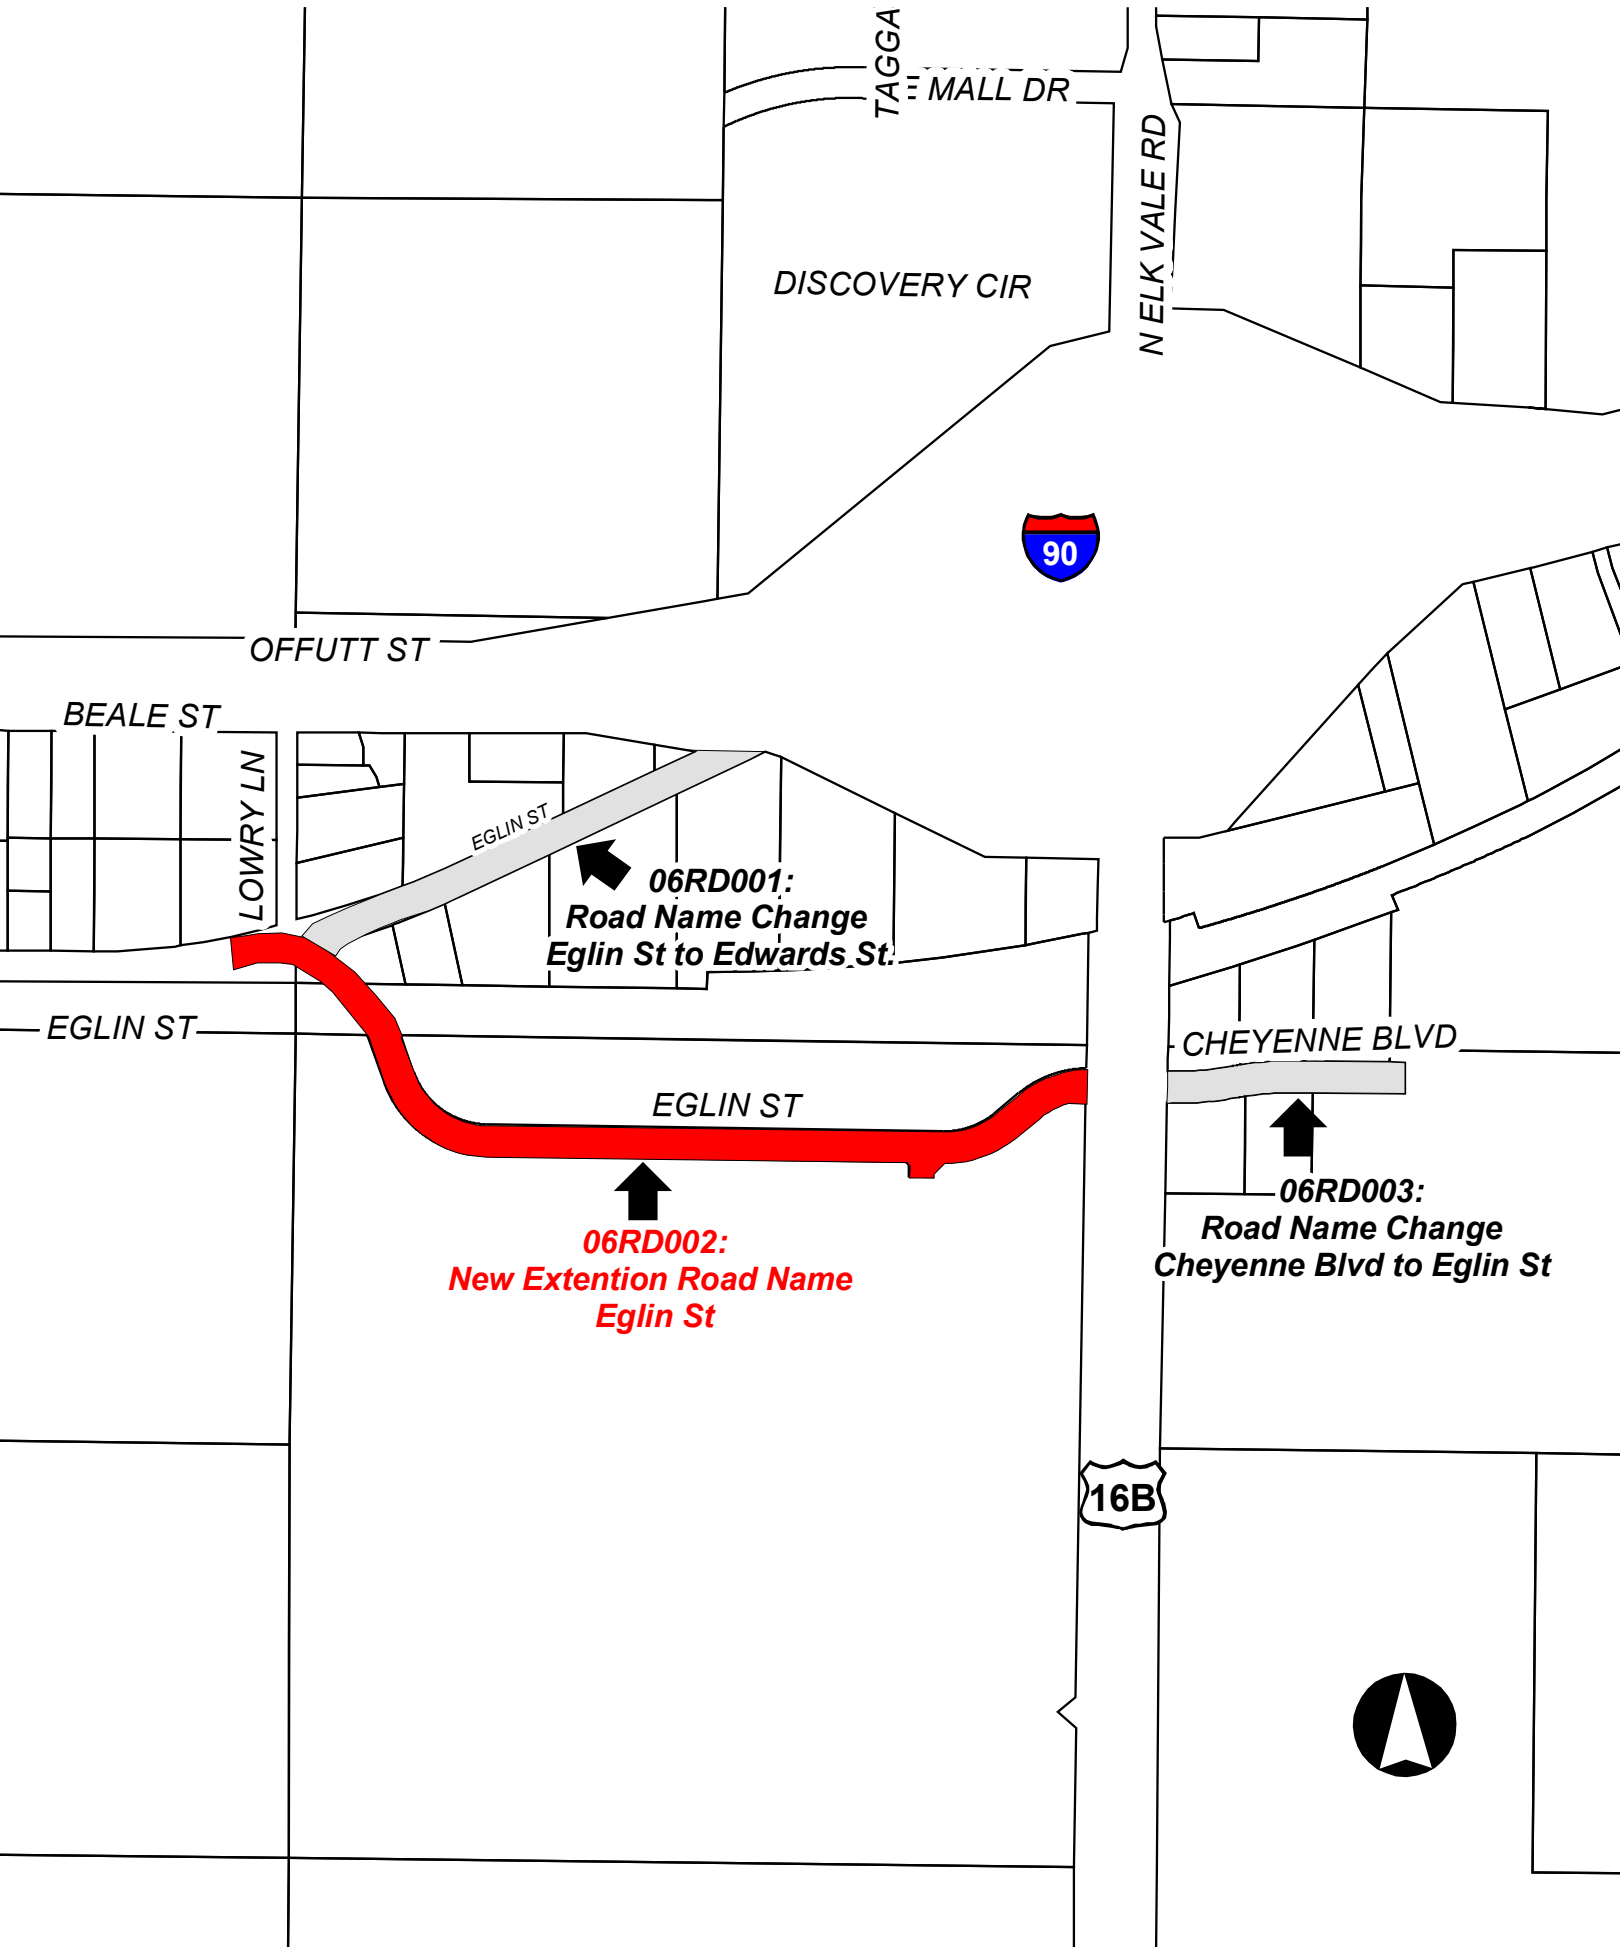 TAGGA
E MALL DR
N ELK VALE RD
DISCOVERY CIR
90
OFFUTT ST
BEALE ST
LOWRY LN
EGLIN ST
06RD001:
Road Name Change
Eglin St to Edwards St.
EGLIN ST
CHEYENNE BLVD
EGLIN ST
06RD002:
New Extention Road Name
Eglin St
06RD003:
Road Name Change
Cheyenne Blvd to Eglin St
16B